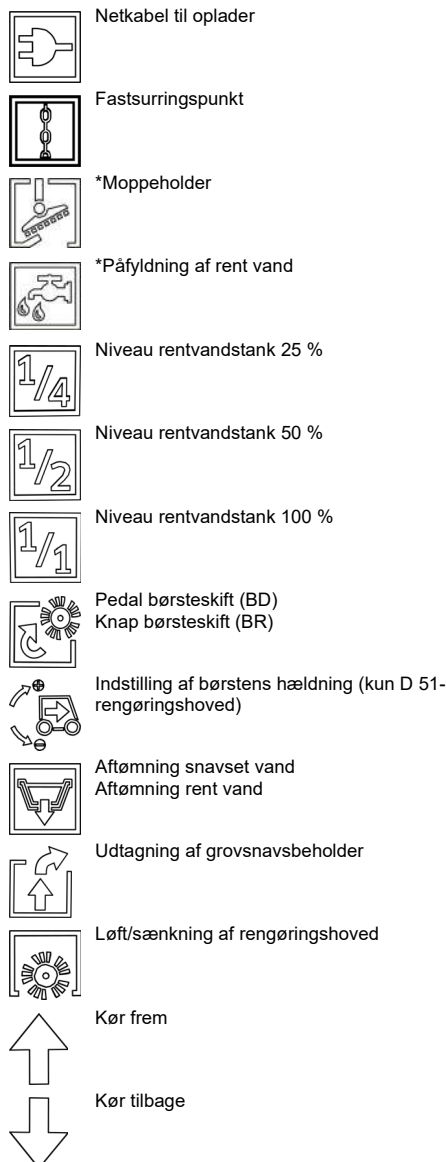 Netkabel til oplader
Fastsurringspunkt
*Moppeholder
*Påfyldning af rent vand
1/4
Niveau rentvandstank 25 %
1/2
Niveau rentvandstank 50 %
1/1
Niveau rentvandstank 100 %
Pedal børsteskift (BD)
Knap børsteskift (BR)
Indstilling af børstens hældning (kun D 51-
rengøringshoved)
Aftømning snavset vand
Aftømning rent vand
Udtagning af grovsnavsbeholder
Løft/sænkning af rengøringshoved
Kør frem
Kør tilbage